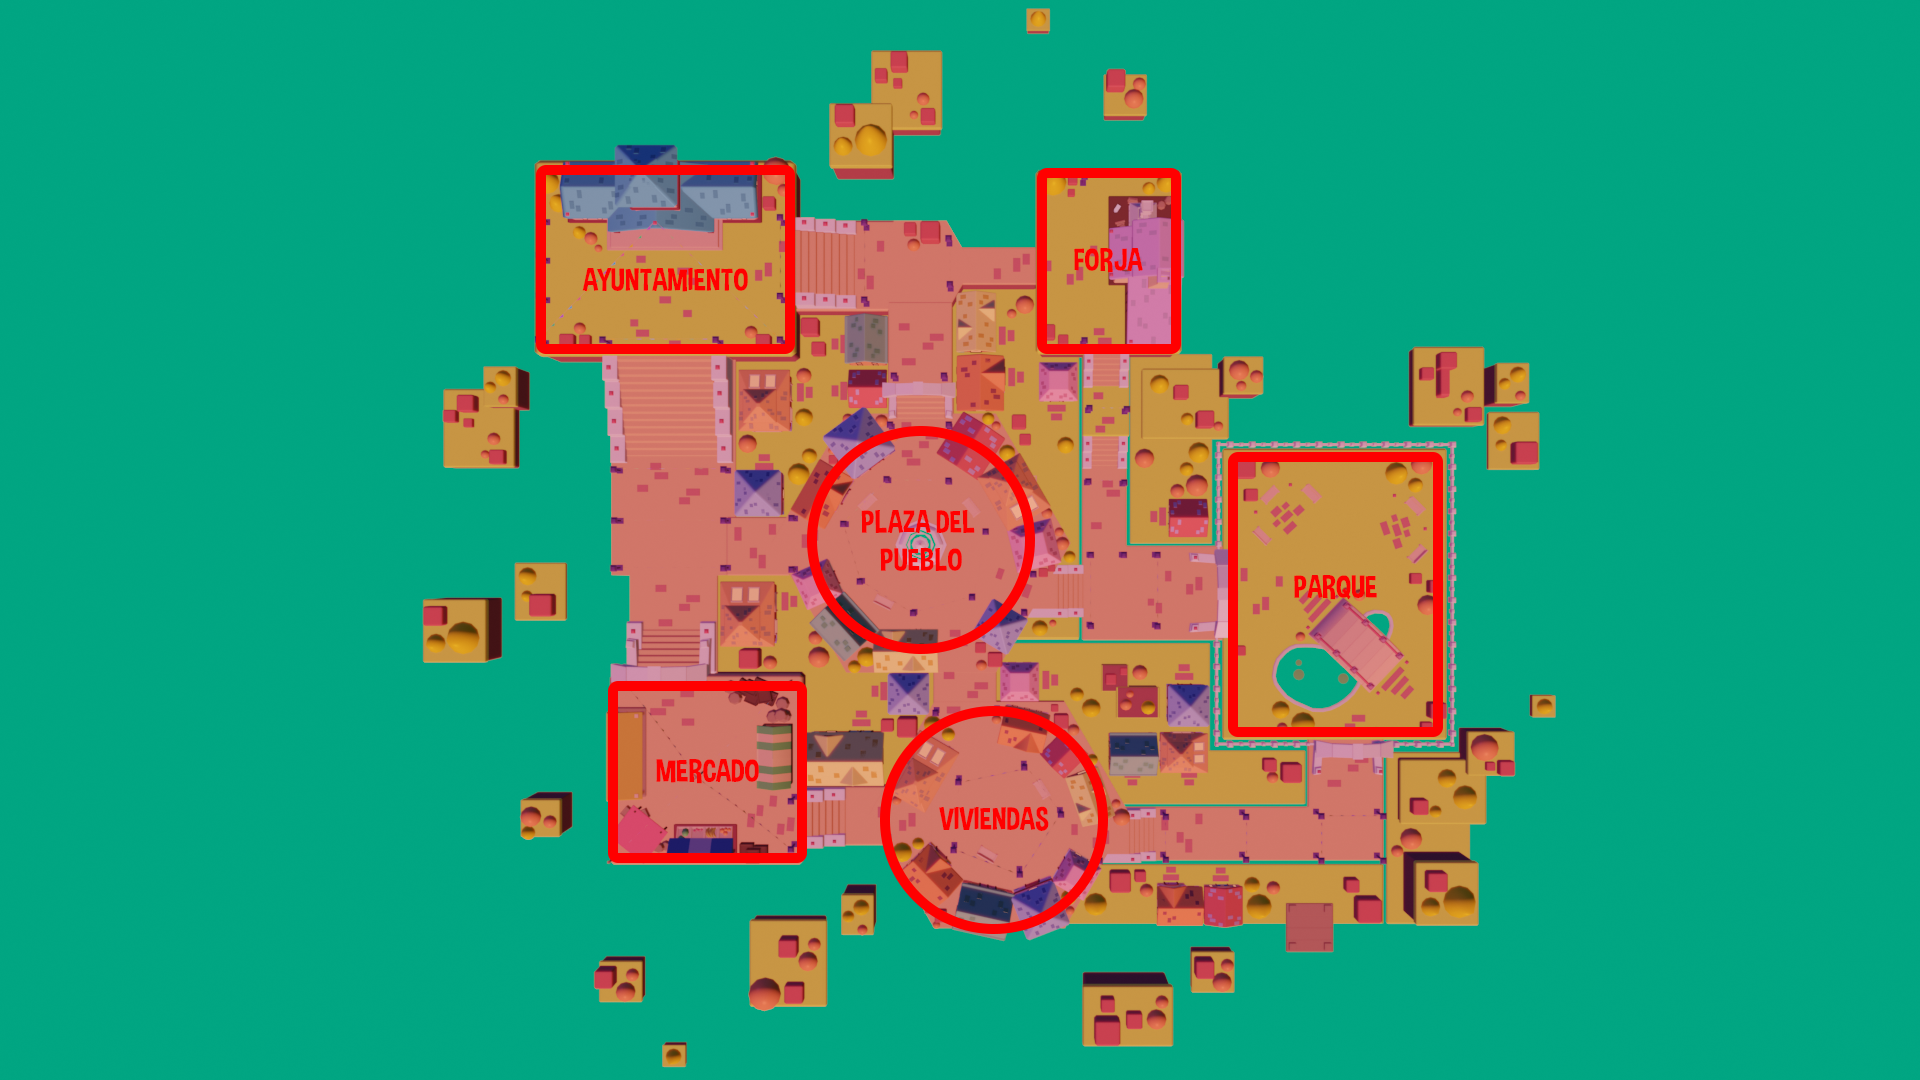 AYUNTAMIENTO
FORJA
PLAZA DEL
PUEBLO
PARQUE
MERCADO
VIVIENDAS